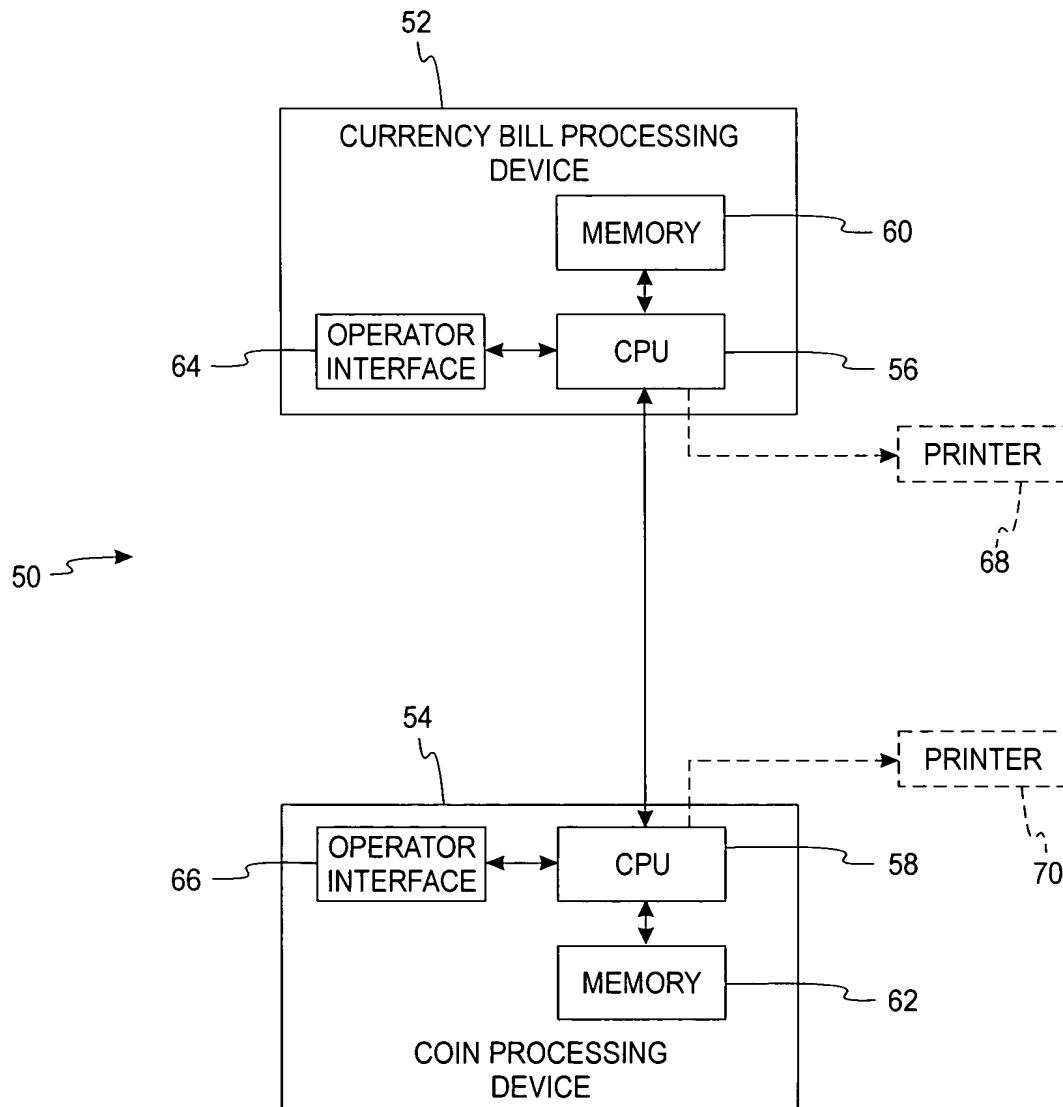 52
CURRENCY BILL PROCESSING
DEVICE
MEMORY
60
OPERATOR
INTERFACE
64
CPU
56
PRINTER
68
50
54
PRINTER
70
OPERATOR
INTERFACE
66
CPU
58
MEMORY
62
COIN PROCESSING
DEVICE